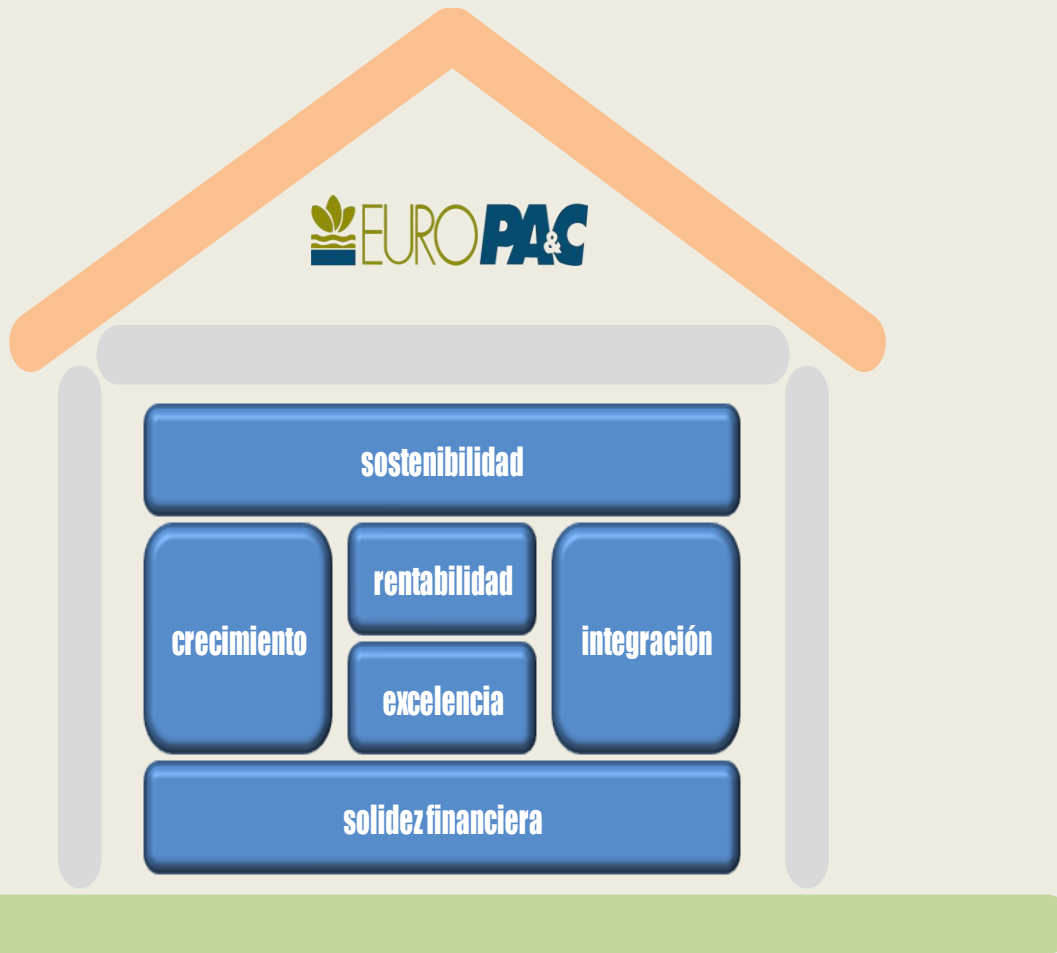 EUROPA&C
sostenibilidad
crecimiento
rentabilidad
excelencia
integración
solidez financiera